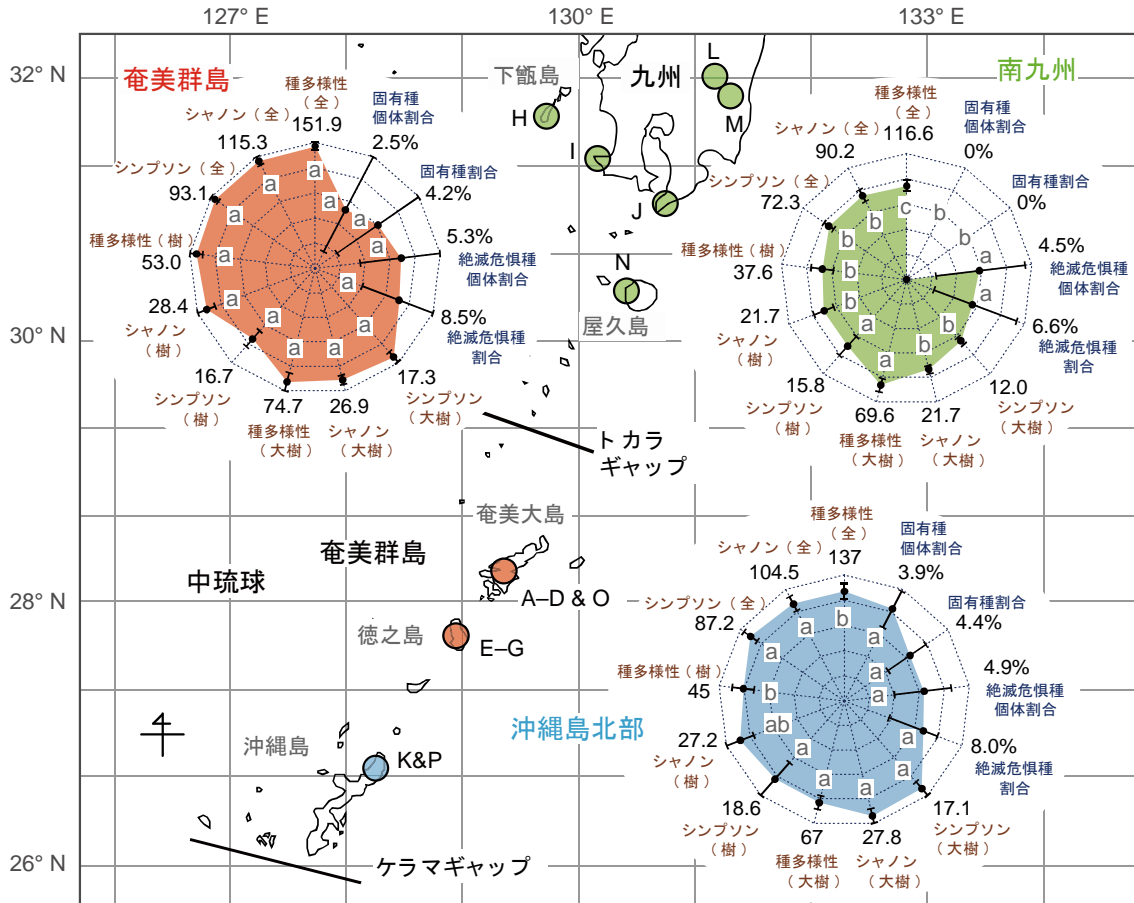 127° E
130° E
133° E
32° N
30° N
28° N
26° N
奄美群島
種多様性
(全)
151.9
固有種
個体割合
2.5%
固有種割合
4.2%
5.3%
絶滅危惧種
個体割合
8.5%
絶滅危惧種
割合
17.3
シンプソン
(大樹)
26.9
シャノン
(大樹)
74.7
種多様性
(大樹)
16.7
シンプソン
(樹)
28.4
シャノン
(樹)
種多様性(樹)
53.0
シンプソン(全)
93.1
シャノン(全)
115.3
a
a
a
a
a
a
a
a
a
a
a
a
a
下甑島
九州
H
I
J
L
M
N
屋久島
南九州
種多様性
(全)
116.6
固有種
個体割合
0%
固有種割合
0%
4.5%
絶滅危惧種
個体割合
6.6%
絶滅危惧種
割合
12.0
シンプソン
(大樹)
21.7
シャノン
(大樹)
69.6
種多様性
(大樹)
15.8
シンプソン
(樹)
21.7
シャノン
(樹)
種多様性(樹)
37.6
シンプソン(全)
72.3
シャノン(全)
90.2
c
b
b
a
a
b
b
a
a
b
b
b
b
トカラ
ギャップ
奄美大島
奄美群島
中琉球
A–D & O
徳之島
E–G
沖縄島
K&P
ケラマギャップ
沖縄島北部
種多様性
(全)
137
固有種
個体割合
3.9%
固有種割合
4.4%
4.9%
絶滅危惧種
個体割合
8.0%
絶滅危惧種
割合
17.1
シンプソン
(大樹)
27.8
シャノン
(大樹)
67
種多様性
(大樹)
18.6
シンプソン
(樹)
27.2
シャノン
(樹)
種多様性(樹)
45
シンプソン(全)
87.2
シャノン(全)
104.5
b
a
a
a
a
a
a
a
a
ab
b
a
a